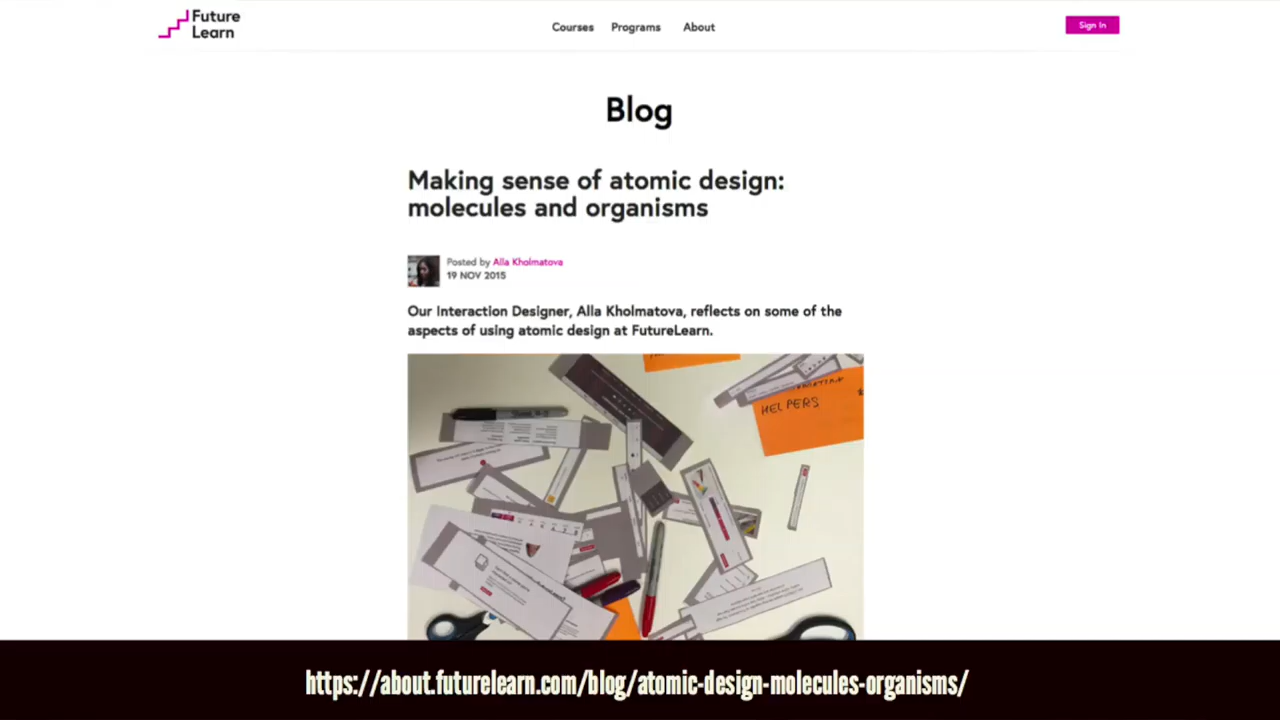 Future
Learn
Courses
Programs
About
Sign In
Blog
Making sense of atomic design:
molecules and organisms
Posted by Alla Kholmatova
19 NOV 2015
Our Interaction Designer, Alla Kholmatova, reflects on some of the
aspects of using atomic design at FutureLearn.
HELPERS
https://about.futurelearn.com/blog/atomic-design-molecules-organisms/